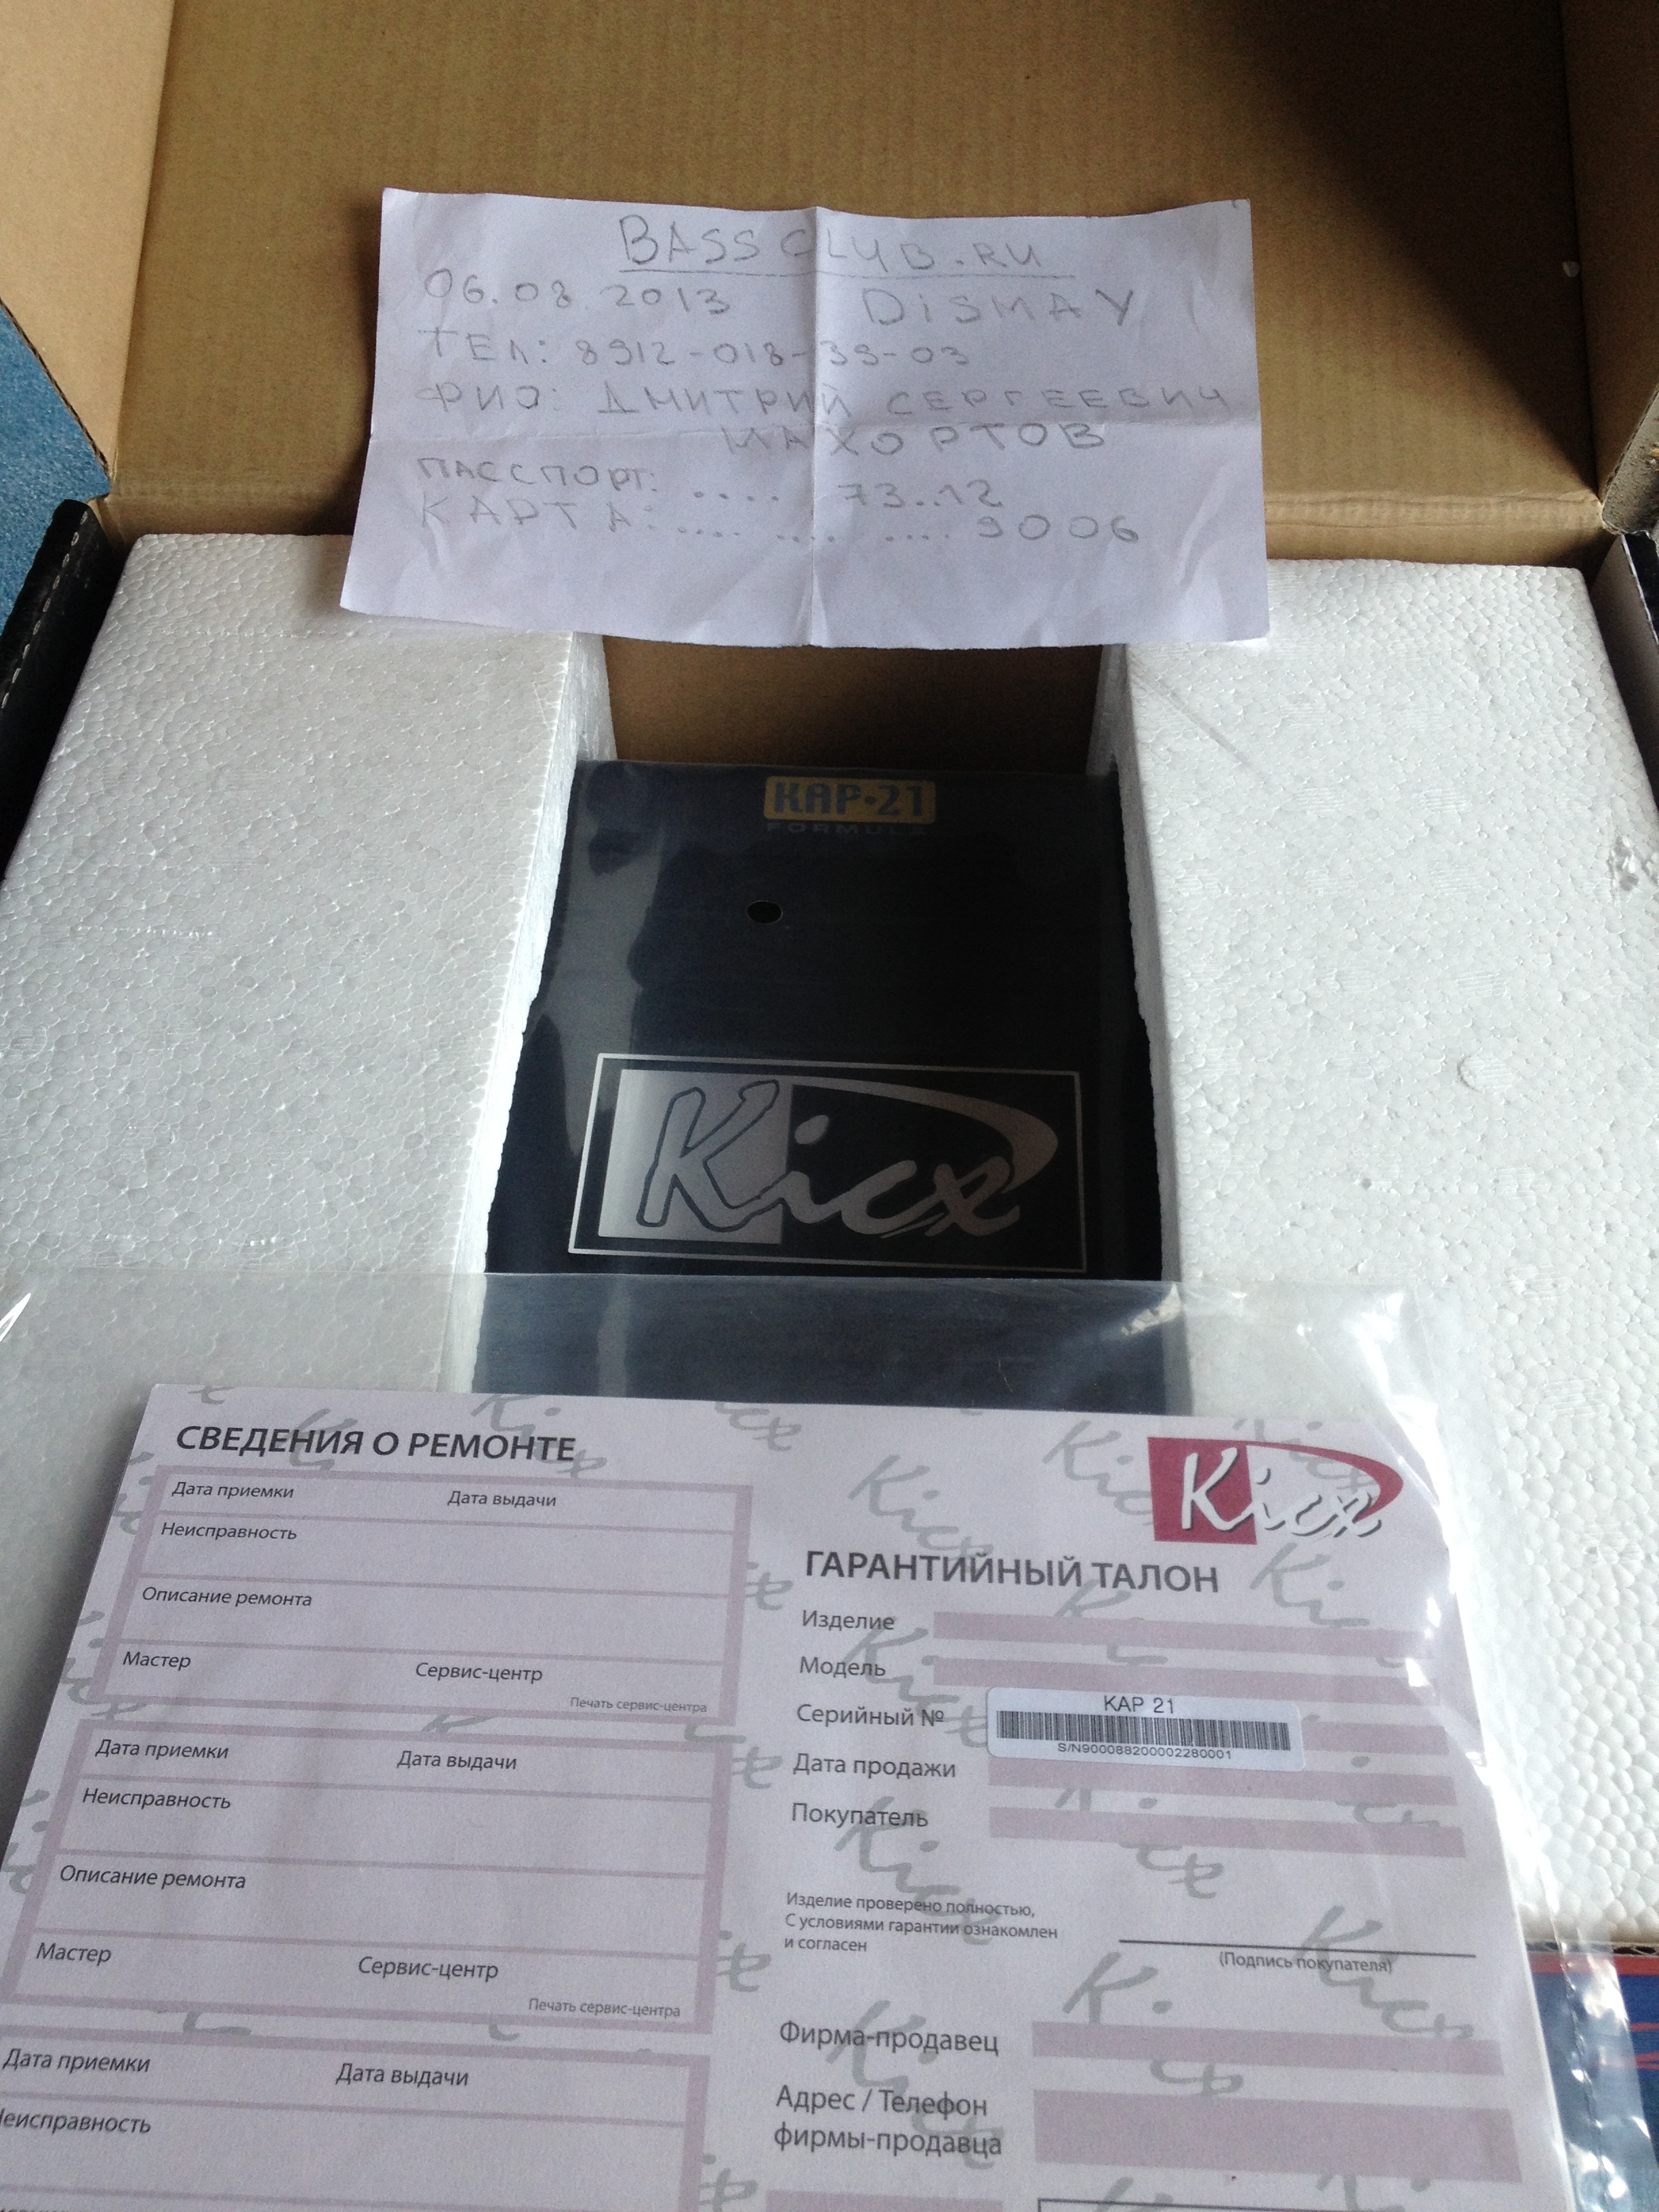 BASSCLUB.RU
06.08.2013 DISMAY
ТЕЛ: 8912-018-39-03
ФИО: ДМИТРИЙ СЕРГЕЕВИЧ
МАХОРТОВ
ПАССПОРТ: .... 73..12
КАРТА: .... .... .... 9006
KAP·21
FORMULA
Kicx
СВЕДЕНИЯ О РЕМОНТЕ
Дата приемки Дата выдачи
Неисправность
Описание ремонта
Мастер Сервис-центр
Печать сервис-центра
Дата приемки Дата выдачи
Неисправность
Описание ремонта
Мастер Сервис-центр
Печать сервис-центра
Дата приемки Дата выдачи
Неисправность
Kicx
ГАРАНТИЙНЫЙ ТАЛОН
Изделие
Модель
Серийный №
KAP 21
S/N900088200002280001
Дата продажи
Покупатель
Изделие проверено полностью,
С условиями гарантии ознакомлен
и согласен
(Подпись покупателя)
Фирма-продавец
Адрес / Телефон
фирмы-продавца